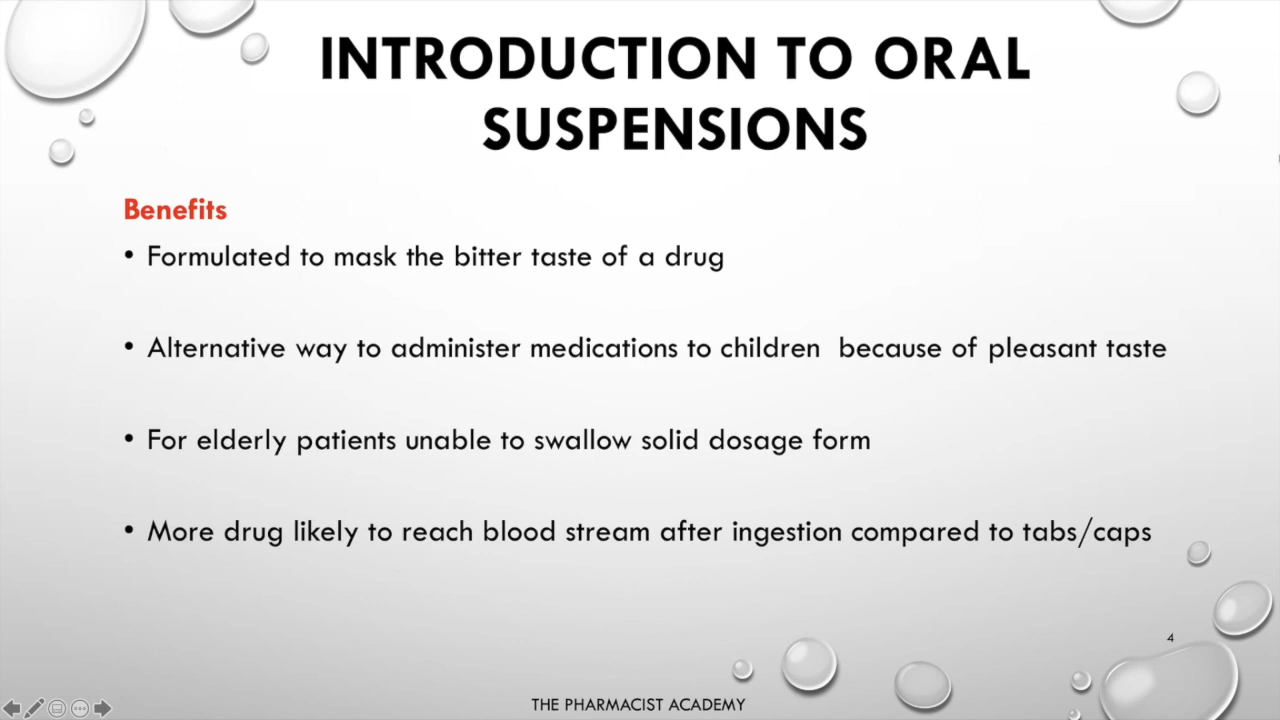 INTRODUCTION TO ORAL
SUSPENSIONS
Benefits
• Formulated to mask the bitter taste of a drug
• Alternative way to administer medications to children  because of pleasant taste
• For elderly patients unable to swallow solid dosage form
• More drug likely to reach blood stream after ingestion compared to tabs/caps
4
THE PHARMACIST ACADEMY